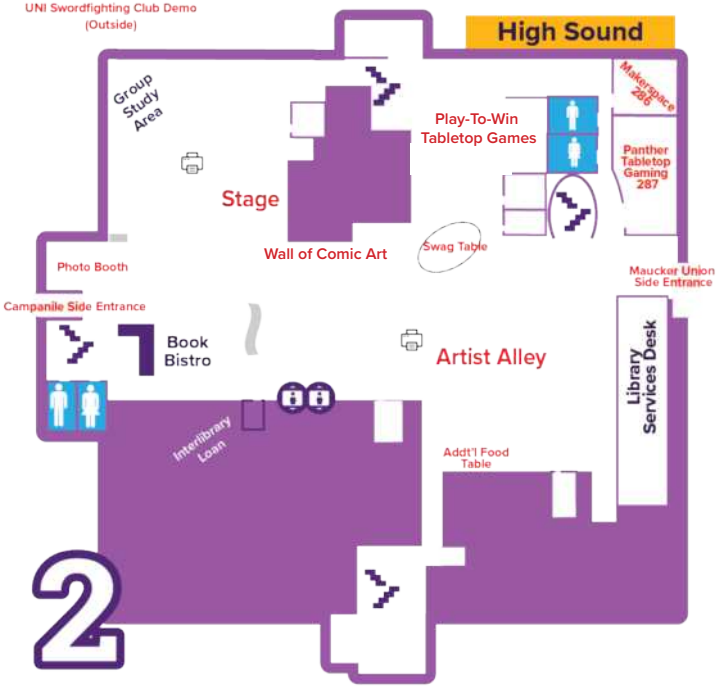 UNI Swordfighting Club Demo
(Outside)
High Sound
Group
Study
Area
Makerspace
286
Play-To-Win
Tabletop Games
Panther
Tabletop
Gaming
287
Stage
Wall of Comic Art
Swag Table
Photo Booth
Maucker Union
Side Entrance
Campanile Side Entrance
Book
Bistro
Artist Alley
Library
Services Desk
Interlibrary
Loan
Addt'l Food
Table
2